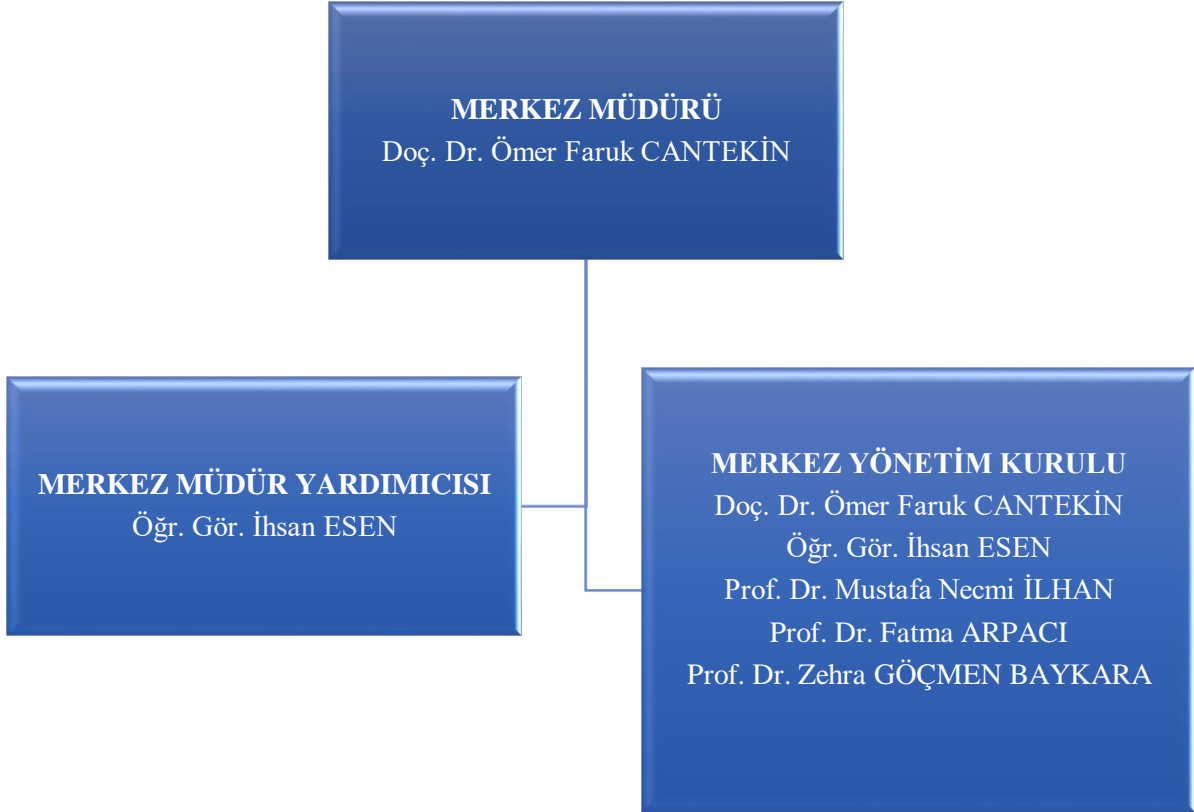 MERKEZ MÜDÜRÜ
Doç. Dr. Ömer Faruk CANTEKİN
MERKEZ MÜDÜR YARDIMICISI
Öğr. Gör. İhsan ESEN
MERKEZ YÖNETİM KURULU
Doç. Dr. Ömer Faruk CANTEKİN
Öğr. Gör. İhsan ESEN
Prof. Dr. Mustafa Necmi İLHAN
Prof. Dr. Fatma ARPACI
Prof. Dr. Zehra GÖÇMEN BAYKARA